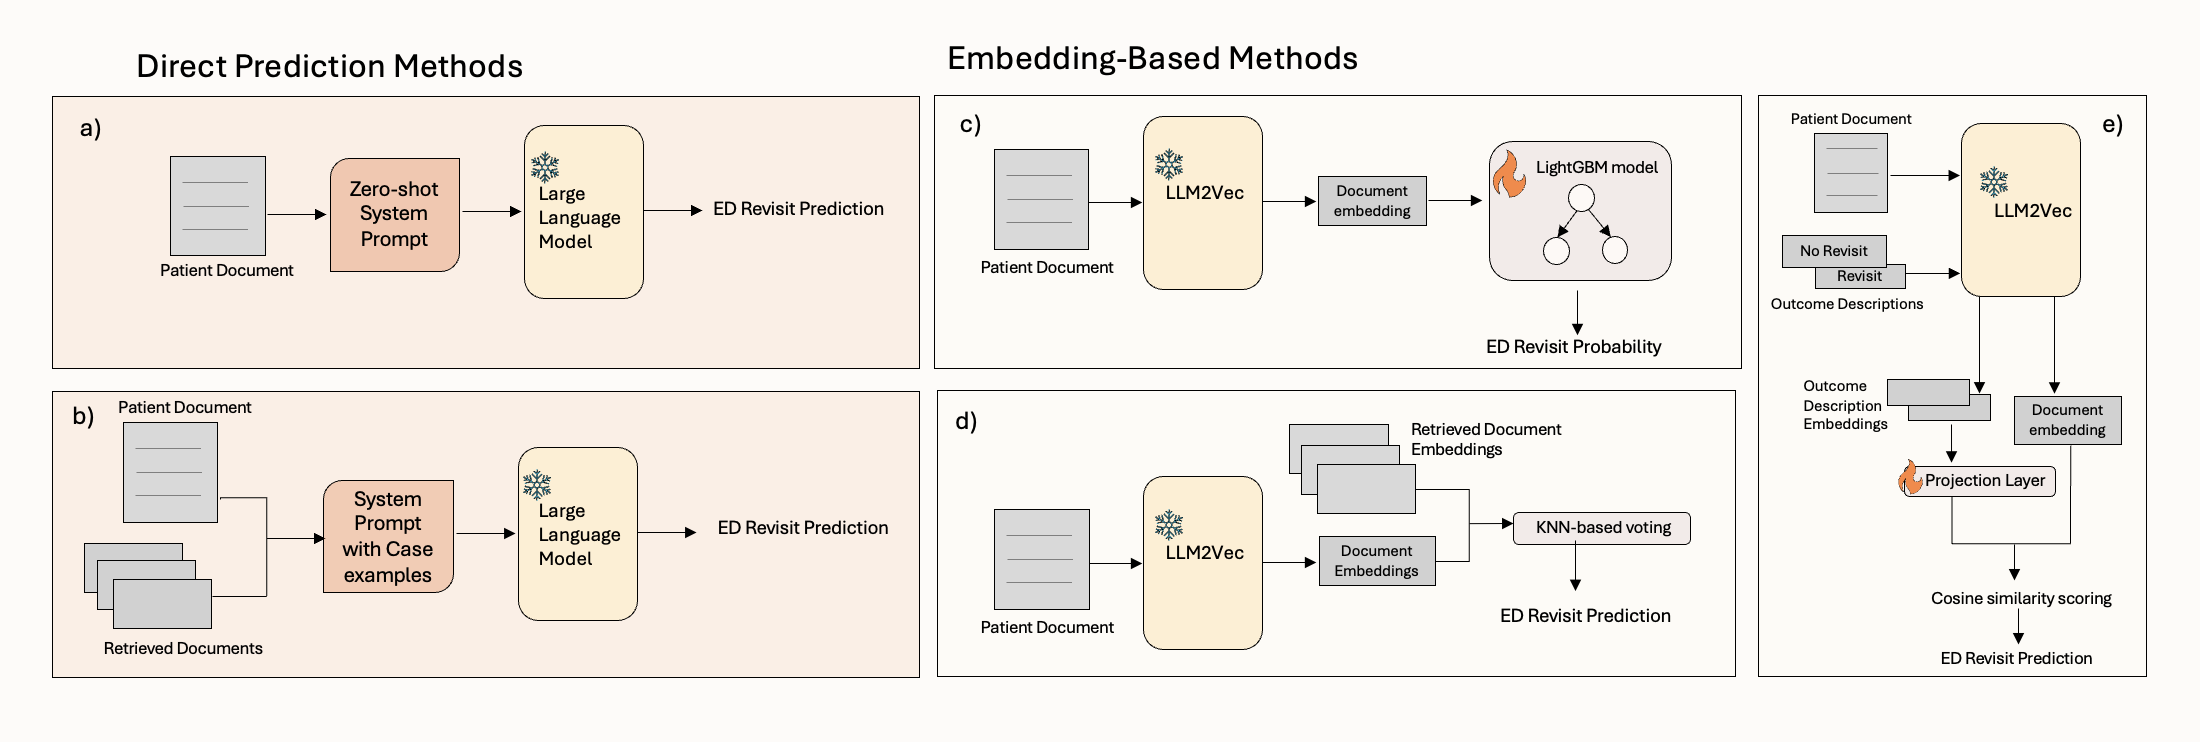 Direct Prediction Methods
Embedding-Based Methods
a)
Patient Document
Zero-shot
System
Prompt
Large
Language
Model
ED Revisit Prediction
b)
Patient Document
Retrieved Documents
System
Prompt
with Case
examples
Large
Language
Model
ED Revisit Prediction
c)
Patient Document
LLM2Vec
Document
embedding
LightGBM model
ED Revisit Probability
d)
Patient Document
LLM2Vec
Retrieved Document
Embeddings
Document
Embeddings
KNN-based voting
ED Revisit Prediction
e)
Patient Document
No Revisit
Revisit
Outcome Descriptions
LLM2Vec
Outcome
Description
Embeddings
Document
embedding
Projection Layer
Cosine similarity scoring
ED Revisit Prediction